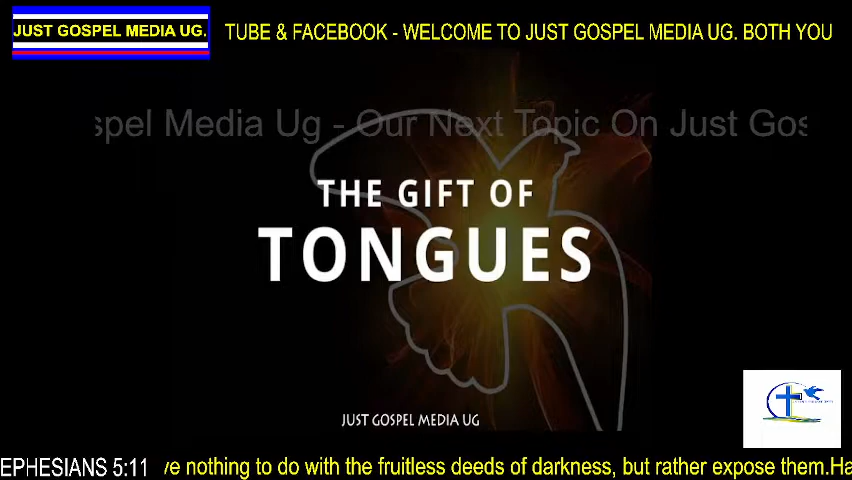 JUST GOSPEL MEDIA UG.
TUBE & FACEBOOK - WELCOME TO JUST GOSPEL MEDIA UG. BOTH YOU
spel Media Ug - Our Next Topic On Just Gos
THE GIFT OF
TONGUES
JUST GOSPEL MEDIA UG
EPHESIANS 5:11 ve nothing to do with the fruitless deeds of darkness, but rather expose them.Ha